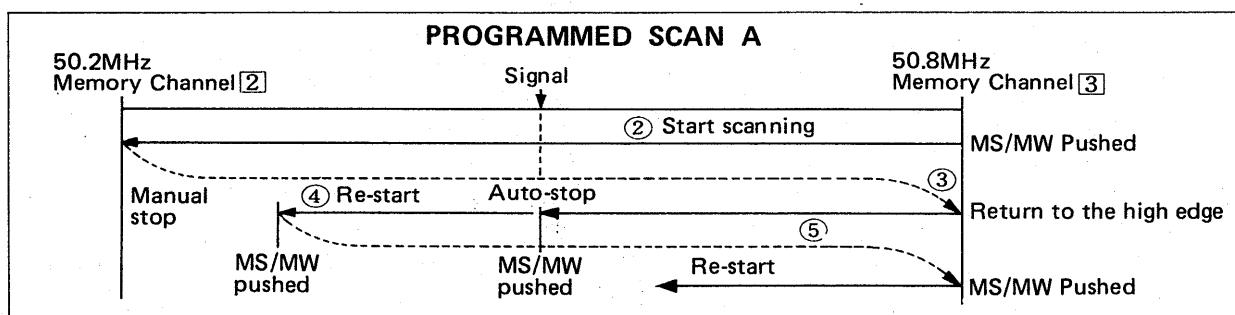 PROGRAMMED SCAN A
50.2MHz
Memory Channel 2
Signal
50.8MHz
Memory Channel 3
② Start scanning
MS/MW Pushed
Manual
stop
④ Re-start
Auto-stop
③
Return to the high edge
⑤
MS/MW
pushed
MS/MW
pushed
Re-start
MS/MW Pushed